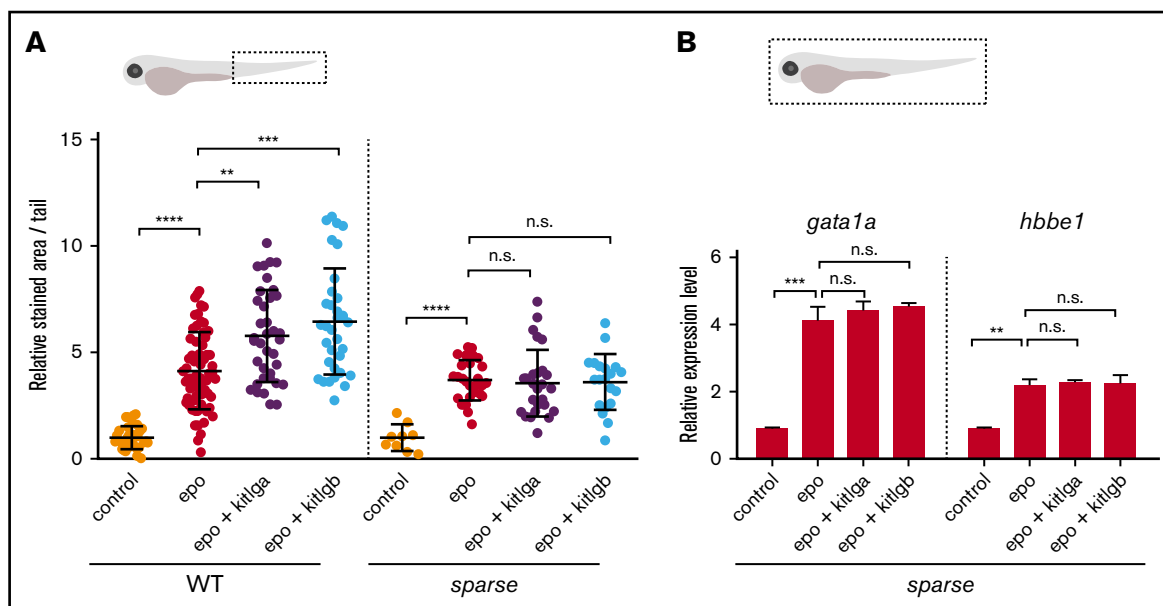 A
B
15
10
5
0
Relative stained area / tail
****
**
***
****
n.s.
n.s.
control
epo
epo + kitlga
epo + kitlgb
control
epo
epo + kitlga
epo + kitlgb
WT
sparse
gata1a
hbbe1
6
4
2
0
Relative expression level
***
n.s.
n.s.
**
n.s.
n.s.
control
epo
epo + kitlga
epo + kitlgb
control
epo
epo + kitlga
epo + kitlgb
sparse